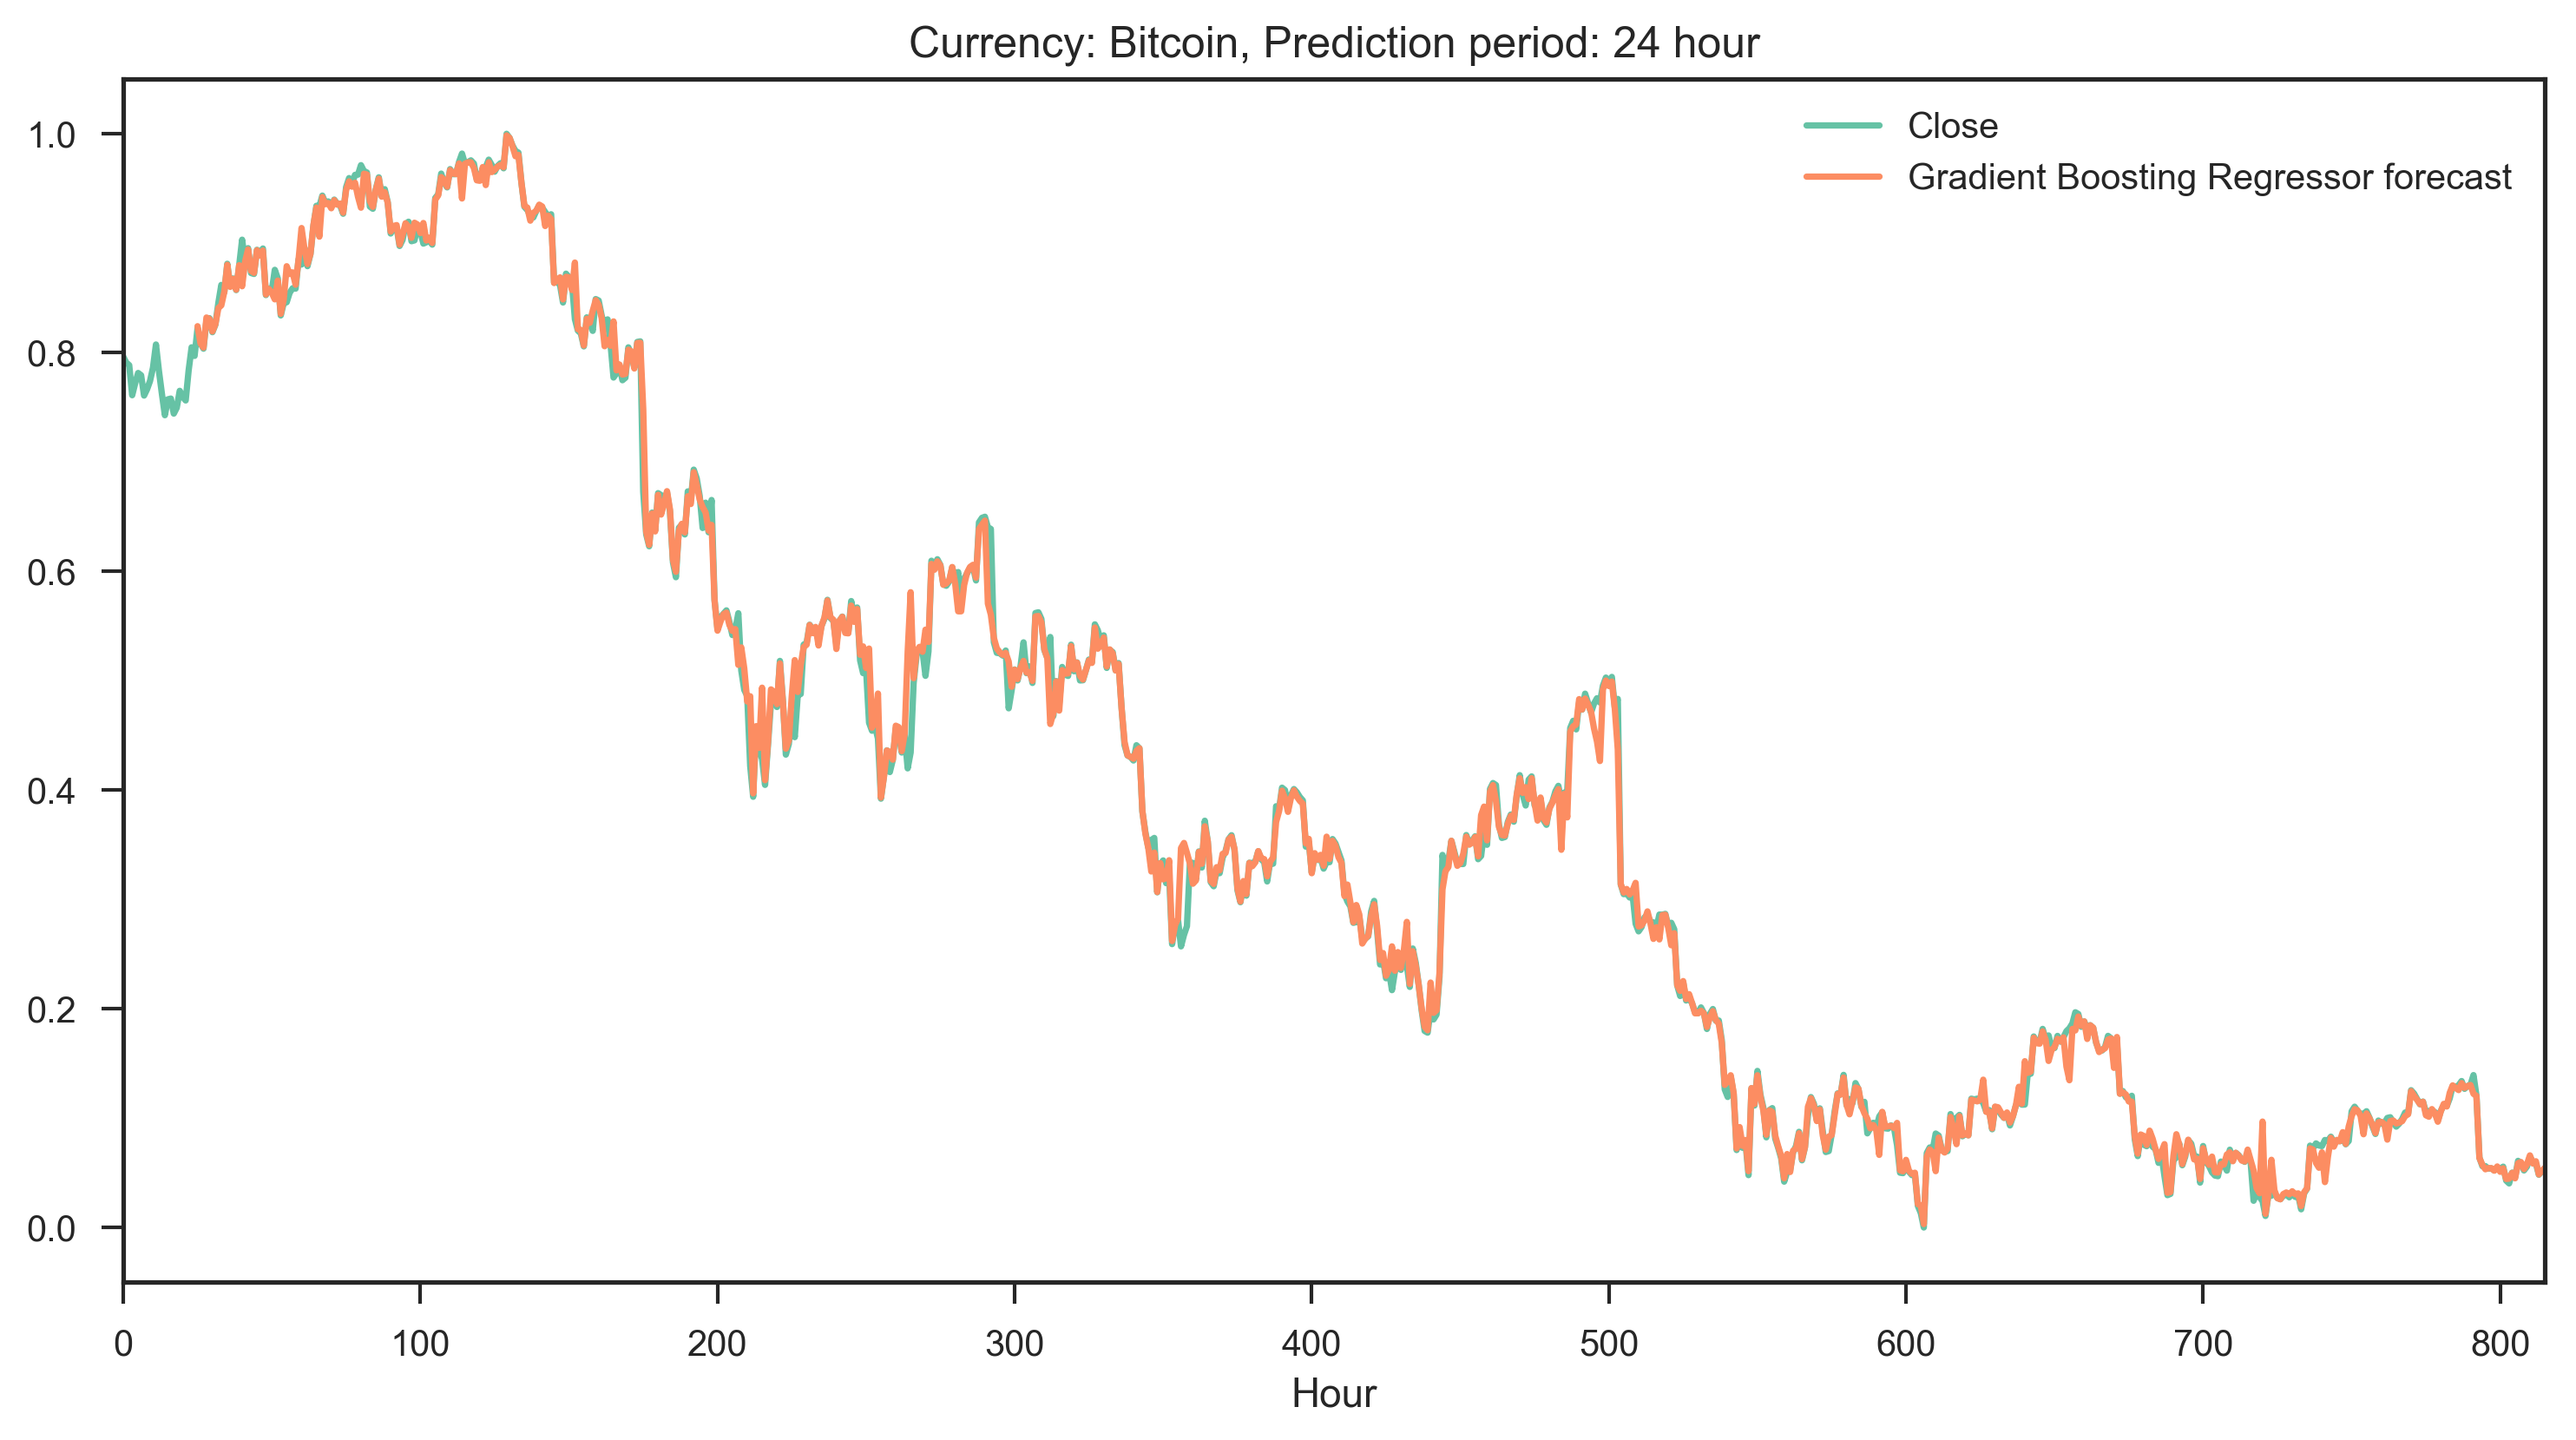 Currency: Bitcoin, Prediction period: 24 hour
Close
Gradient Boosting Regressor forecast
1.0
0.8
0.6
0.4
0.2
0.0
0 100 200 300 400 500 600 700 800
Hour